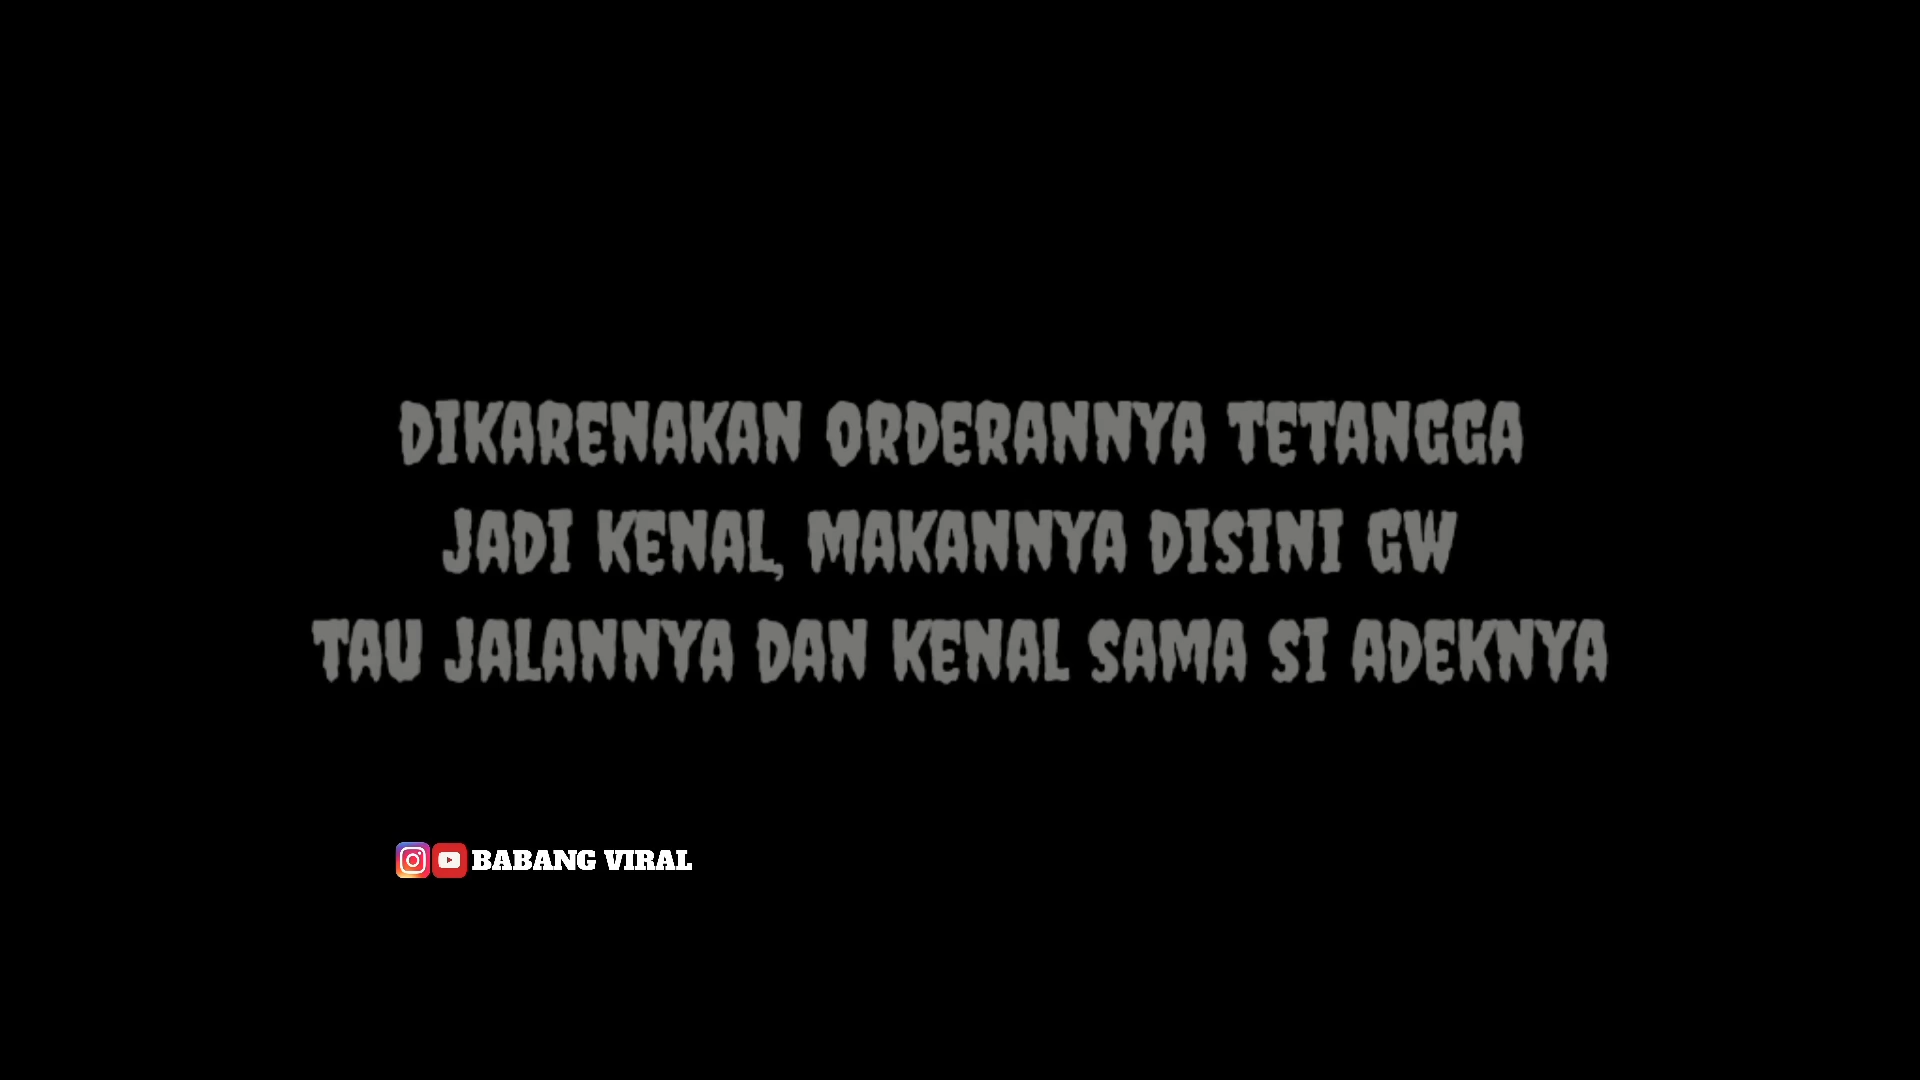 DIKARENAKAN ORDERANNYA TETANGGA
JADI KENAL, MAKANNYA DISINI GW
TAU JALANNYA DAN KENAL SAMA SI ADEKNYA
BABANG VIRAL